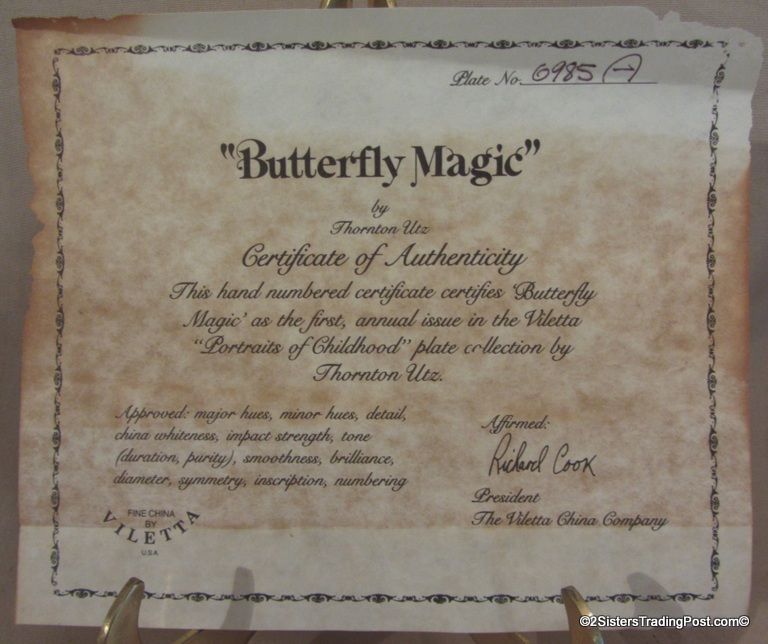 Plate No. 6985
"Butterfly Magic"
by
Thornton Utz
Certificate of Authenticity
This hand numbered certificate certifies 'Butterfly
Magic' as the first, annual issue in the Viletta
"Portraits of Childhood" plate collection by
Thornton Utz.
Approved: major hues, minor hues, detail,
china whiteness, impact strength, tone
(duration, purity), smoothness, brilliance,
diameter, symmetry, inscription, numbering
FINE CHINA
BY
VILETTA
U.S.A
Affirmed:
Richard Cook
President
The Viletta China Company
©2SistersTradingPost.com©